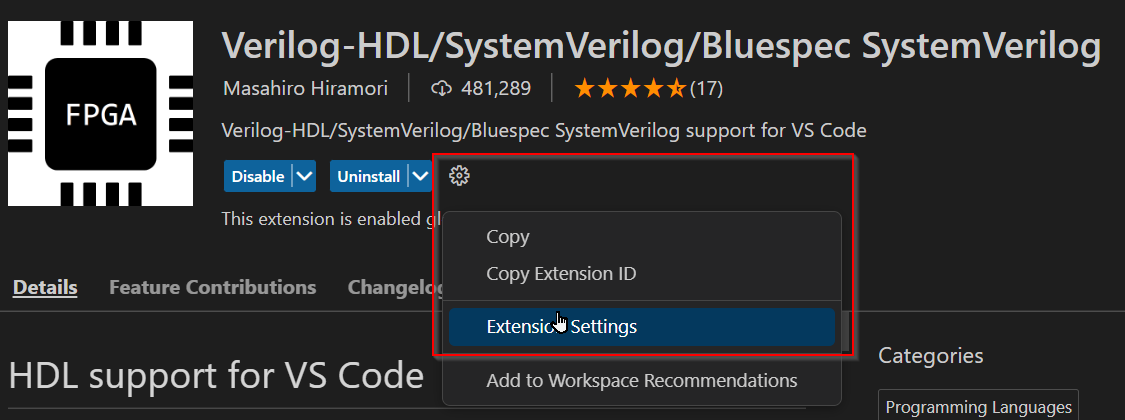 FPGA
Verilog-HDL/SystemVerilog/Bluespec SystemVerilog
Masahiro Hiramori 481,289 (17)
Verilog-HDL/SystemVerilog/Bluespec SystemVerilog support for VS Code
Disable Uninstall
This extension is enabled gl
Copy
Copy Extension ID
Details Feature Contributions Changelog
Extension Settings
HDL support for VS Code
Categories
Add to Workspace Recommendations
Programming Languages